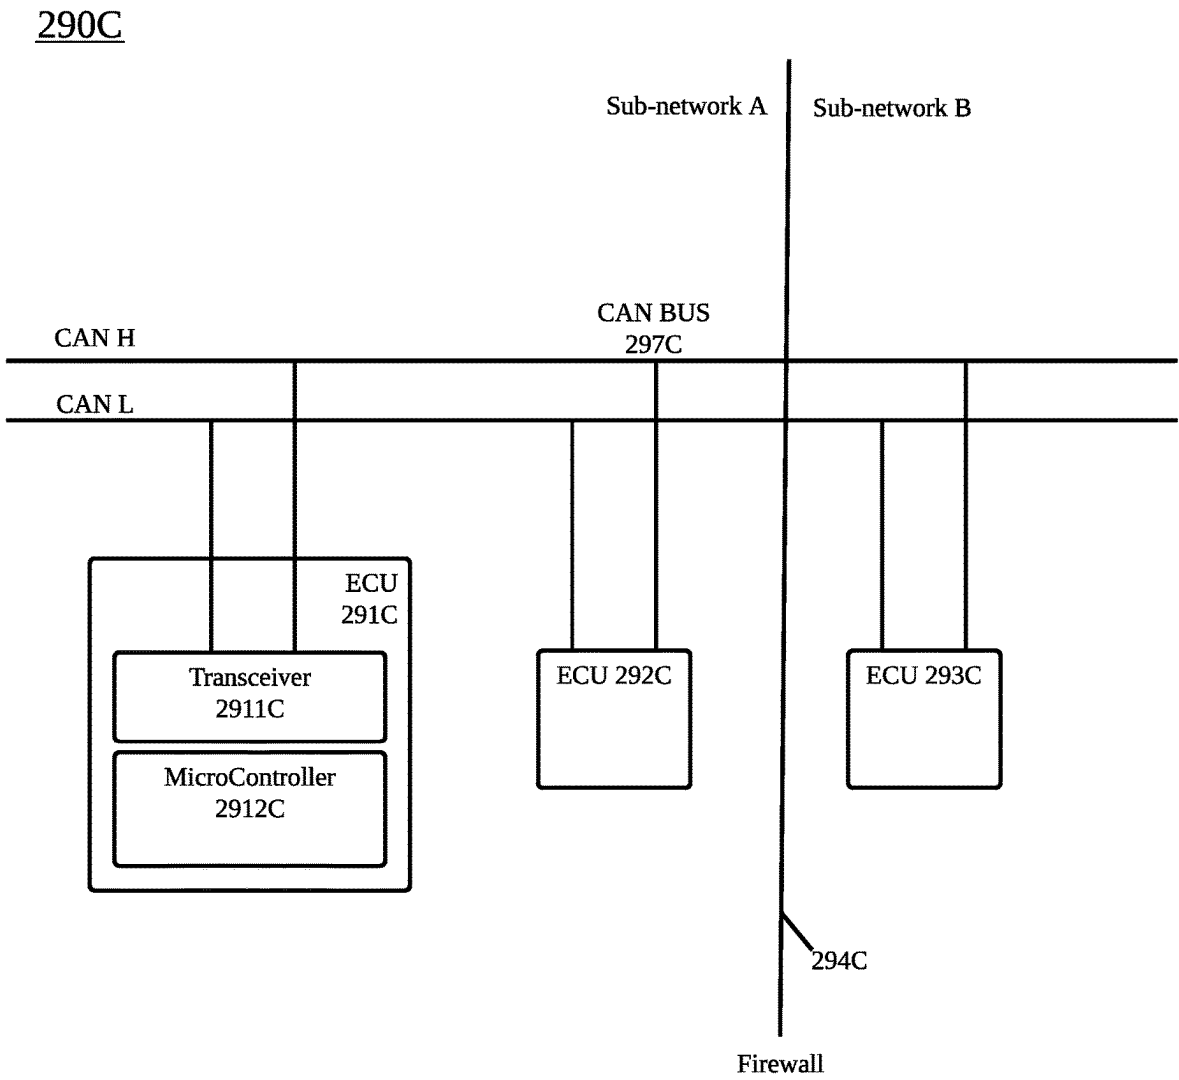 290C
Sub-network A
Sub-network B
CAN BUS
297C
CAN H
CAN L
ECU
291C
Transceiver
2911C
MicroController
2912C
ECU 292C
ECU 293C
294C
Firewall